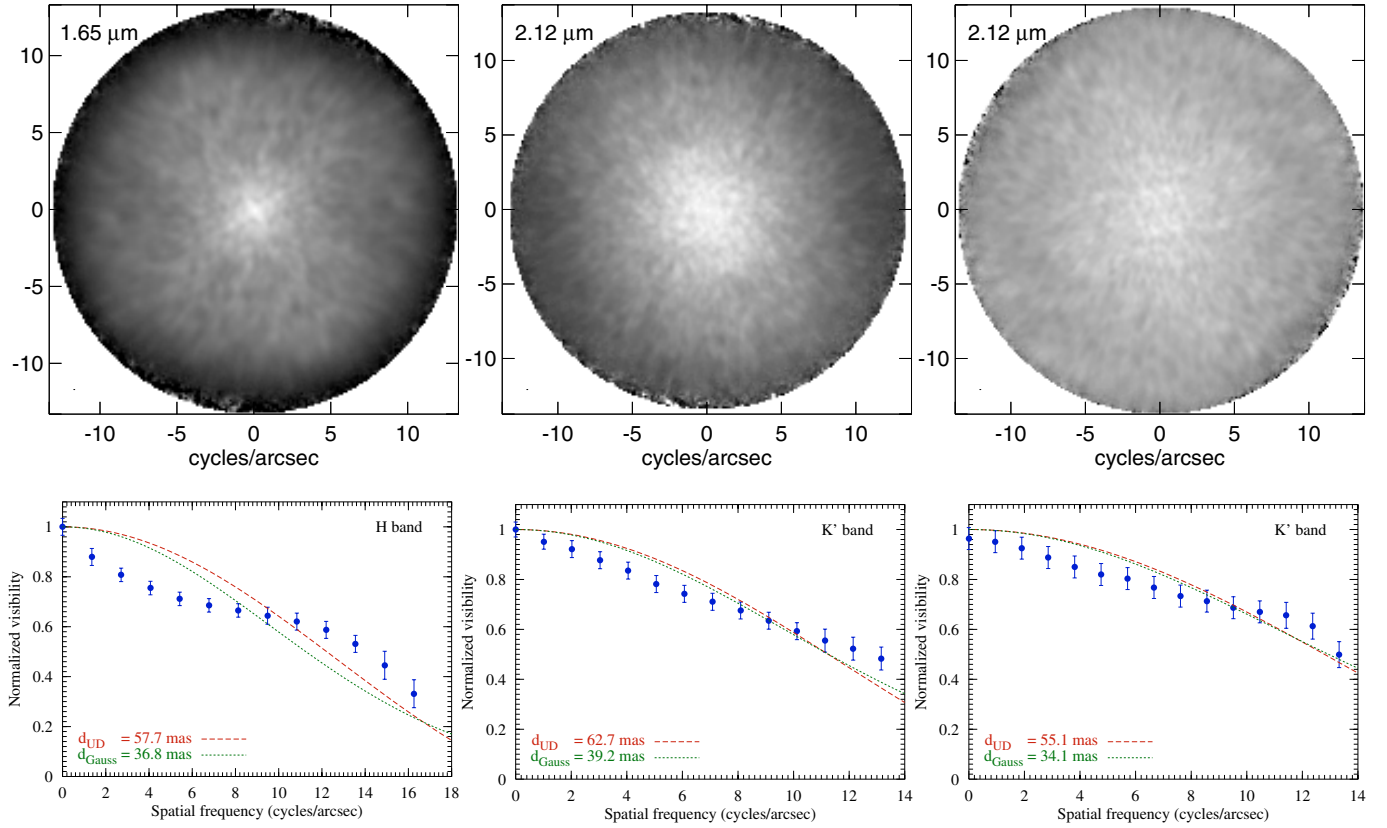 1.65 μm
10
5
0
-5
-10
-10 -5 0 5 10
cycles/arcsec
2.12 μm
10
5
0
-5
-10
-10 -5 0 5 10
cycles/arcsec
2.12 μm
10
5
0
-5
-10
-10 -5 0 5 10
cycles/arcsec
H band
Normalized visibility
1
0.8
0.6
0.4
0.2
0
d_UD = 57.7 mas
d_Gauss = 36.8 mas
0 2 4 6 8 10 12 14 16 18
Spatial frequency (cycles/arcsec)
K' band
Normalized visibility
1
0.8
0.6
0.4
0.2
0
d_UD = 62.7 mas
d_Gauss = 39.2 mas
0 2 4 6 8 10 12 14
Spatial frequency (cycles/arcsec)
K' band
Normalized visibility
1
0.8
0.6
0.4
0.2
0
d_UD = 55.1 mas
d_Gauss = 34.1 mas
0 2 4 6 8 10 12 14
Spatial frequency (cycles/arcsec)